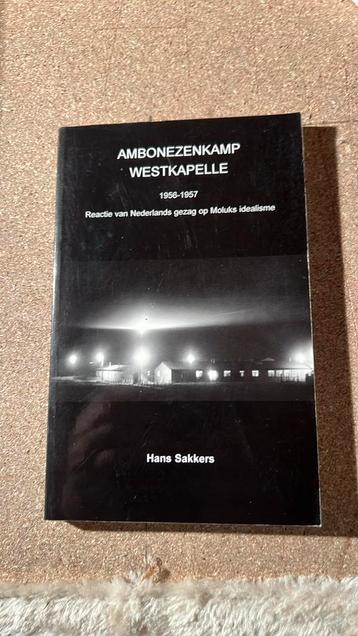 AMBONEZENKAMP
WESTKAPELLE
1956-1957
Reactie van Nederlands gezag op Moluks idealisme
Hans Sakkers